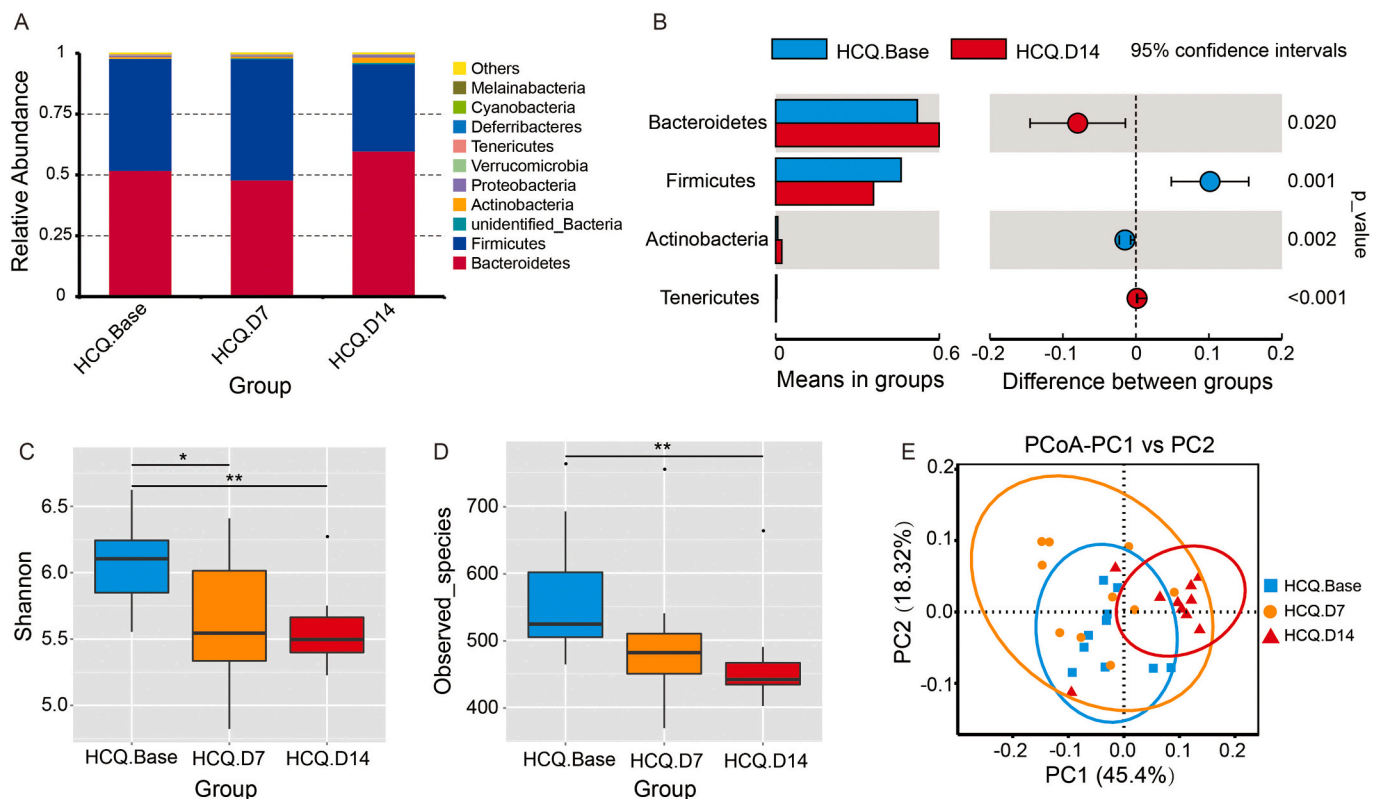 A
Relative Abundance
1
0.75
0.5
0.25
0
HCQ.Base
HCQ.D7
HCQ.D14
Group
Others
Melainabacteria
Cyanobacteria
Deferribacteres
Tenericutes
Verrucomicrobia
Proteobacteria
Actinobacteria
unidentified_Bacteria
Firmicutes
Bacteroidetes
B
HCQ.Base
HCQ.D14
95% confidence intervals
Bacteroidetes
Firmicutes
Actinobacteria
Tenericutes
0.020
0.001
0.002
<0.001
p_value
0
0.6
Means in groups
-0.2
-0.1
0
0.1
0.2
Difference between groups
C
*
**
Shannon
6.5
6.0
5.5
5.0
HCQ.Base
HCQ.D7
HCQ.D14
Group
D
**
Observed_species
700
600
500
400
HCQ.Base
HCQ.D7
HCQ.D14
Group
E
PCoA-PC1 vs PC2
PC2 (18.32%)
0.2
0.1
0.0
-0.1
-0.2
-0.1
0.0
0.1
0.2
PC1 (45.4%)
HCQ.Base
HCQ.D7
HCQ.D14